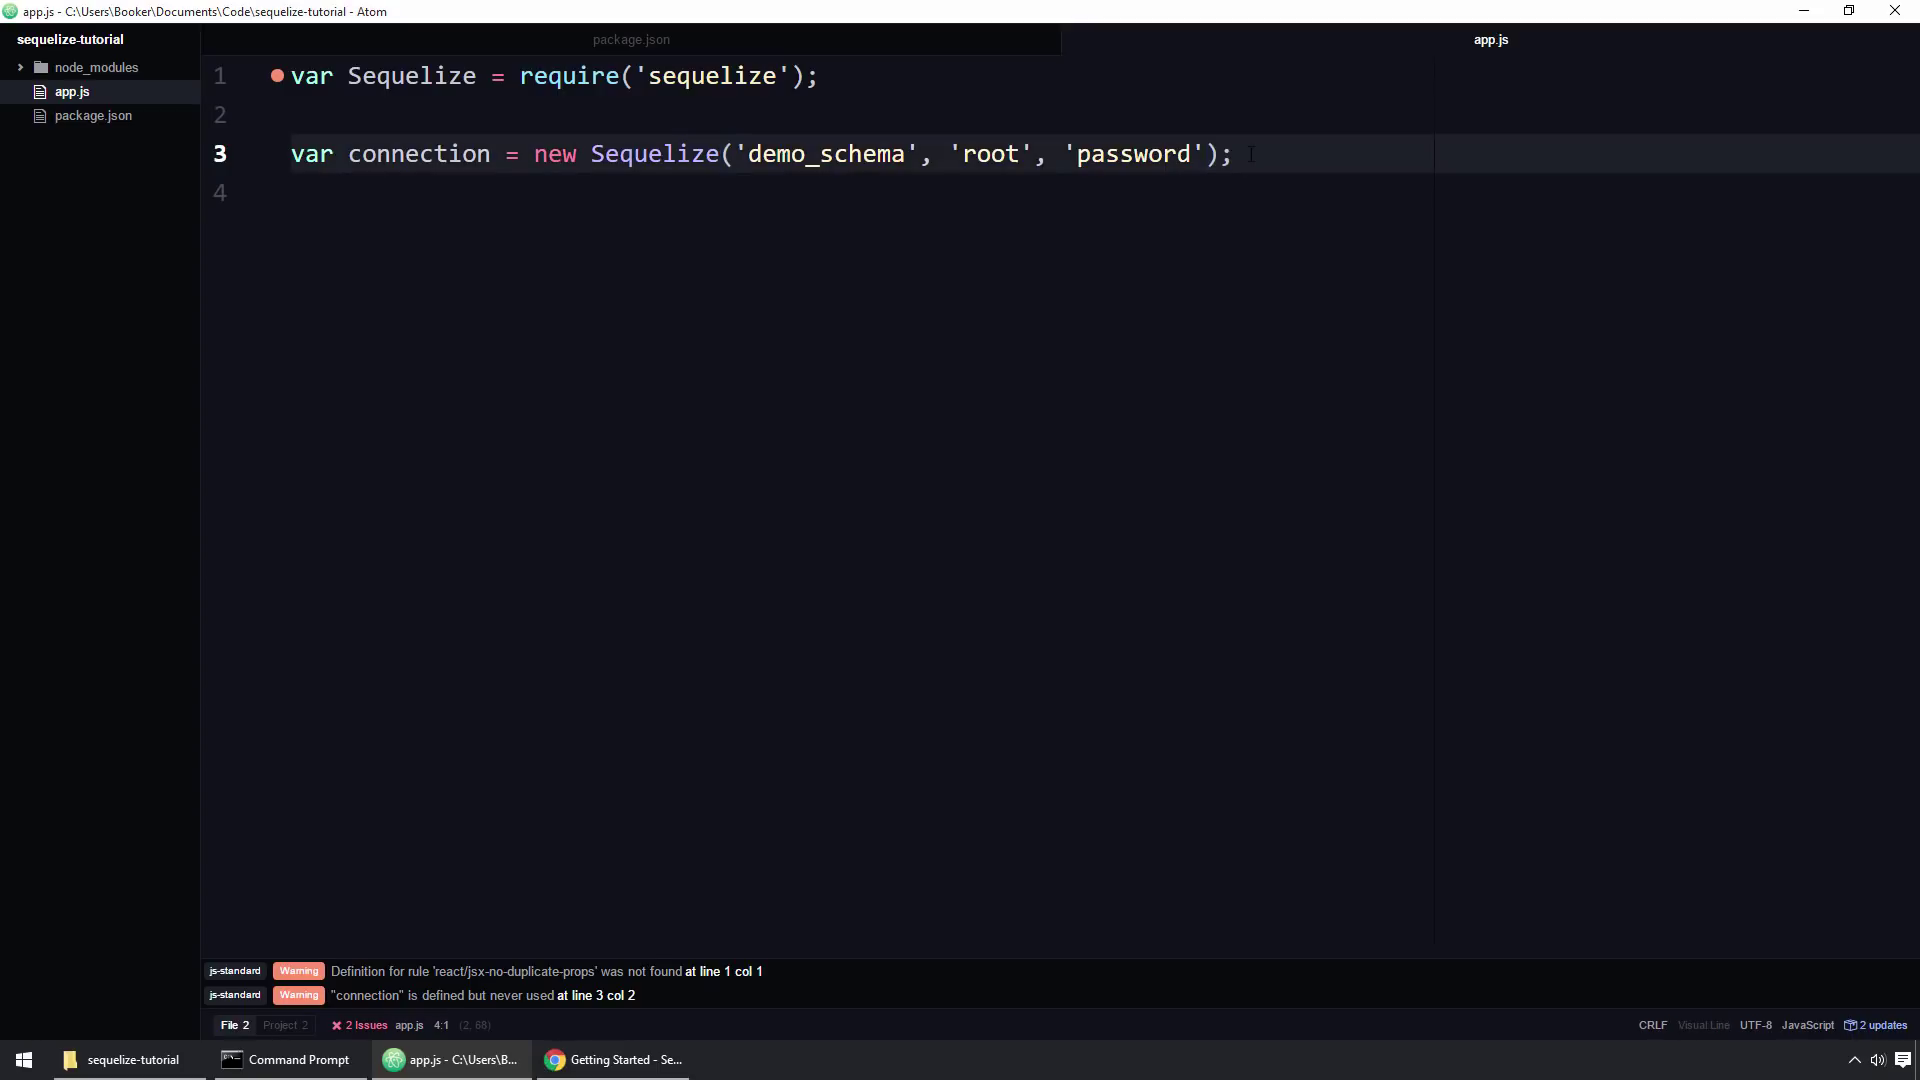 app.js - C:\Users\Booker\Documents\Code\sequelize-tutorial - Atom
sequelize-tutorial
node_modules
app.js
package.json
package.json
app.js
1 var Sequelize = require('sequelize');
2
3 var connection = new Sequelize('demo_schema', 'root', 'password');
4
js-standard Warning Definition for rule 'react/jsx-no-duplicate-props' was not found at line 1 col 1
js-standard Warning "connection" is defined but never used at line 3 col 2
File 2 Project 2 2 Issues app.js 4:1 (2, 68) CRLF Visual Line UTF-8 JavaScript 2 updates
sequelize-tutorial Command Prompt app.js - C:\Users\B... Getting Started - Se...